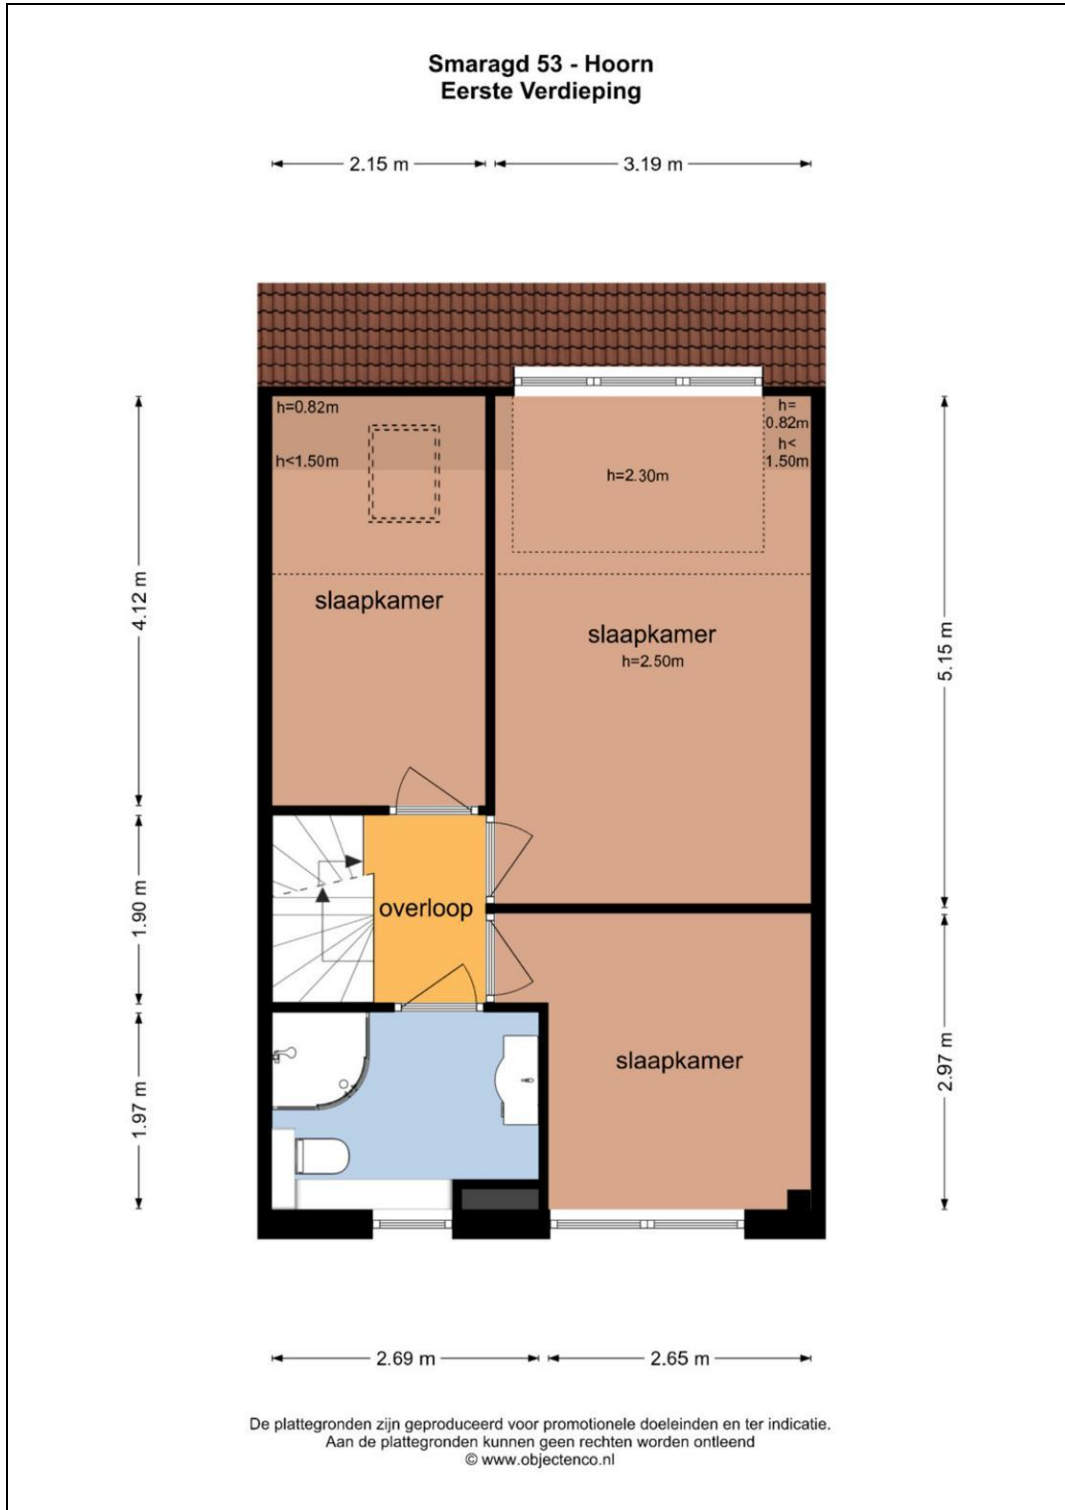 Smaragd 53 - Hoorn
Eerste Verdieping
2.15 m
3.19 m
h=0.82m
h<1.50m
h=
0.82m
h<
1.50m
h=2.30m
4.12 m
slaapkamer
slaapkamer
h=2.50m
5.15 m
1.90 m
overloop
slaapkamer
1.97 m
2.97 m
2.69 m
2.65 m
De plattegronden zijn geproduceerd voor promotionele doeleinden en ter indicatie.
Aan de plattegronden kunnen geen rechten worden ontleend
© www.objectenco.nl